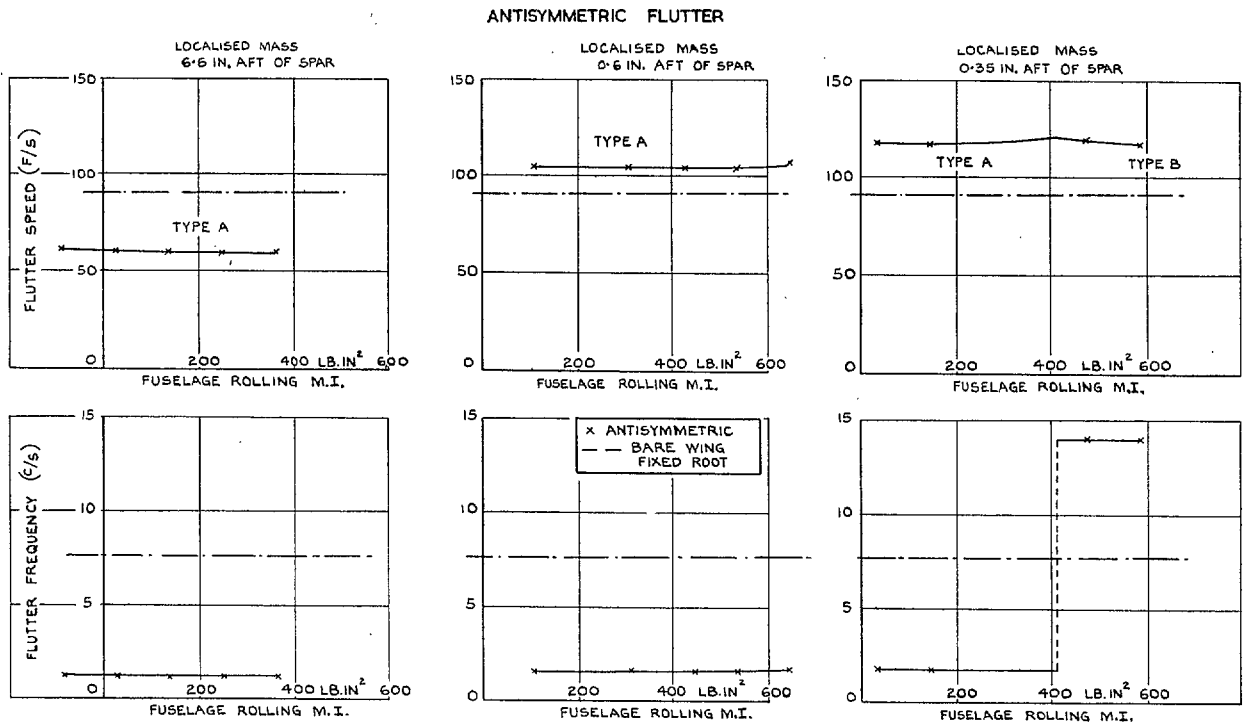 ANTISYMMETRIC FLUTTER
LOCALISED MASS
6·6 IN. AFT OF SPAR
150
100
50
0
200
400 LB.IN² 600
FLUTTER SPEED (F/s)
TYPE A
FUSELAGE ROLLING M.I.
LOCALISED MASS
0·6 IN. AFT OF SPAR
150
100
50
0
200
400 LB.IN² 600
TYPE A
FUSELAGE ROLLING M.I.
LOCALISED MASS
0·35 IN. AFT OF SPAR
150
100
50
0
200
400 LB.IN² 600
TYPE A
TYPE B
FUSELAGE ROLLING M.I.
15
10
5
0
200
400 LB.IN² 600
FLUTTER FREQUENCY (C/s)
FUSELAGE ROLLING M.I.
15
10
5
0
200
400 LB.IN² 600
× ANTISYMMETRIC
— — BARE WING
FIXED ROOT
FUSELAGE ROLLING M.I.
15
10
5
0
200
400 LB.IN² 600
FUSELAGE ROLLING M.I.